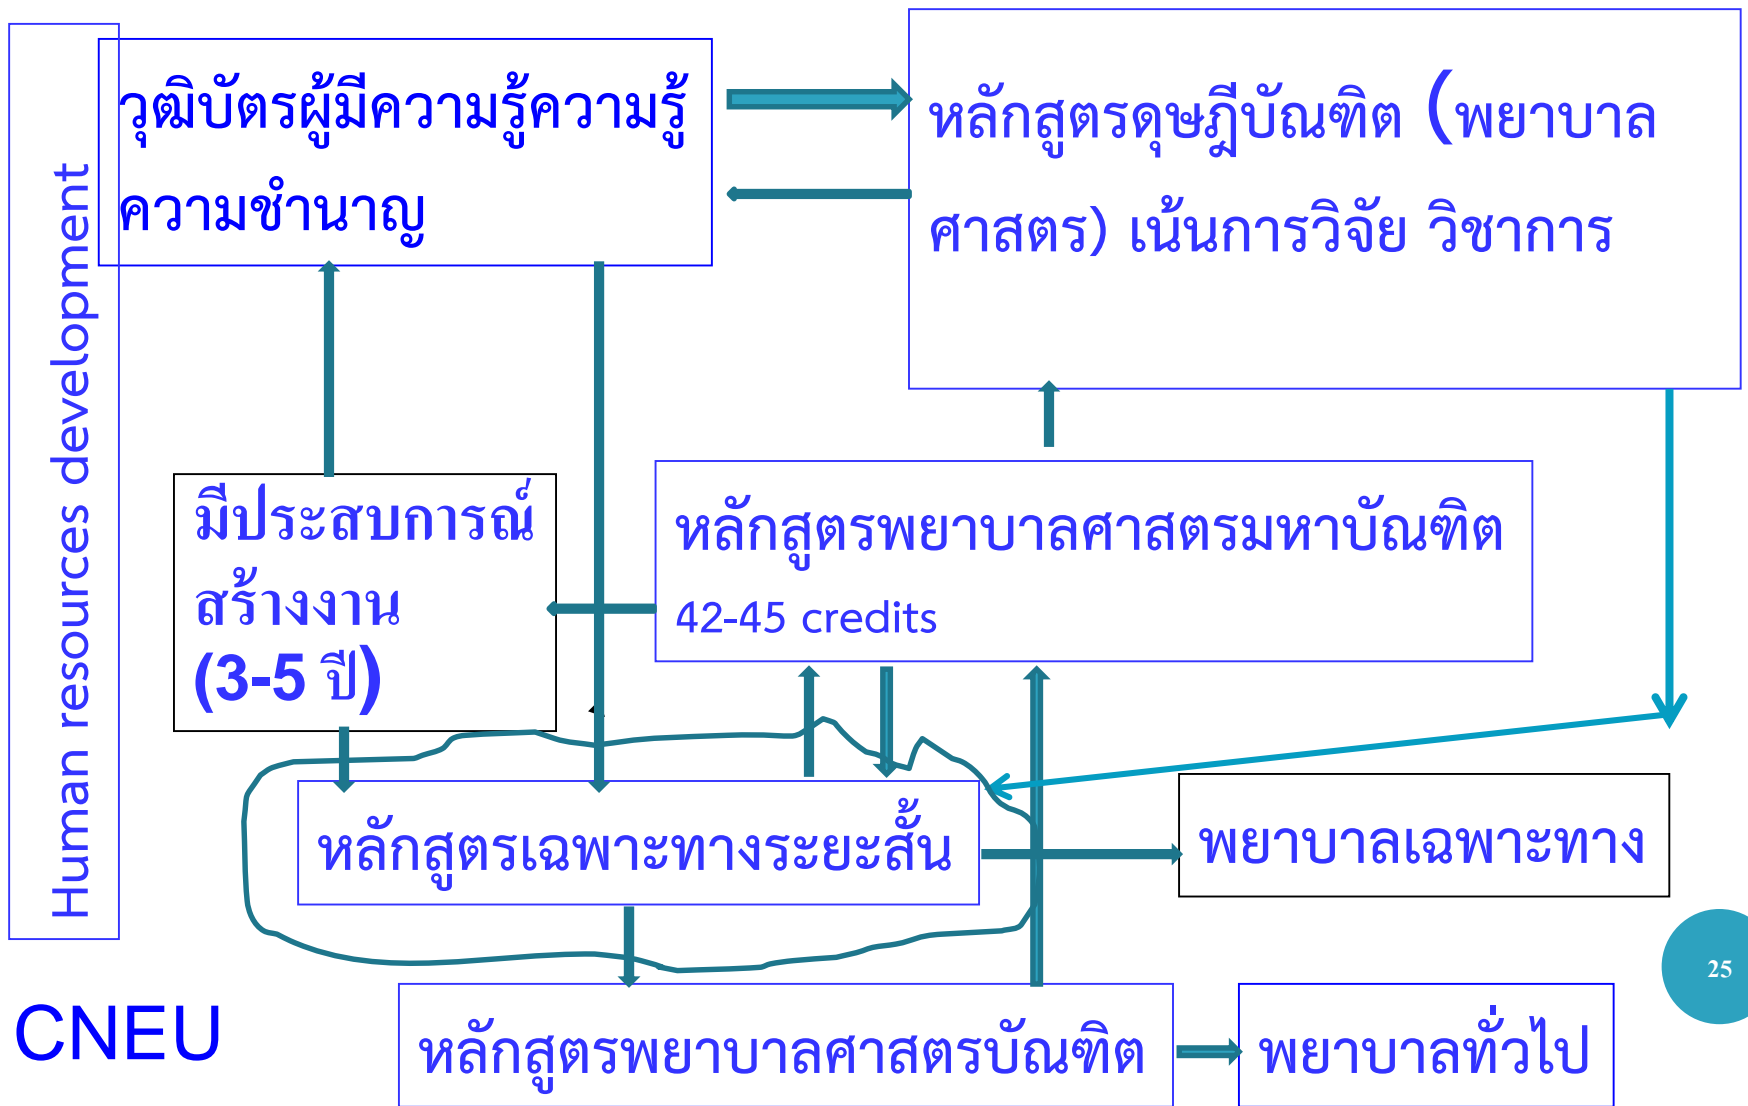 Human resources development
วุฒิบัตรผู้มีความรู้ความรู้
ความชำนาญ
หลักสูตรดุษฎีบัณฑิต (พยาบาล
ศาสตร) เน้นการวิจัย วิชาการ
มีประสบการณ์
สร้างงาน
(3-5 ปี)
หลักสูตรพยาบาลศาสตรมหาบัณฑิต
42-45 credits
หลักสูตรเฉพาะทางระยะสั้น
พยาบาลเฉพาะทาง
หลักสูตรพยาบาลศาสตรบัณฑิต
พยาบาลทั่วไป
CNEU
25